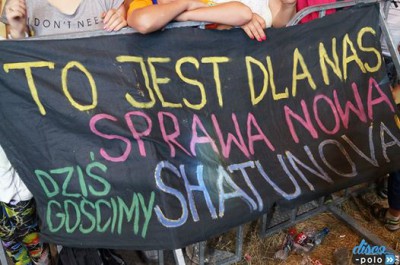 I DON'T NEED
TO JEST DLA NAS
SPRAWA NOWA
DZIŚ
GOŚCIMY
SHATUNOVA
disco
-polo